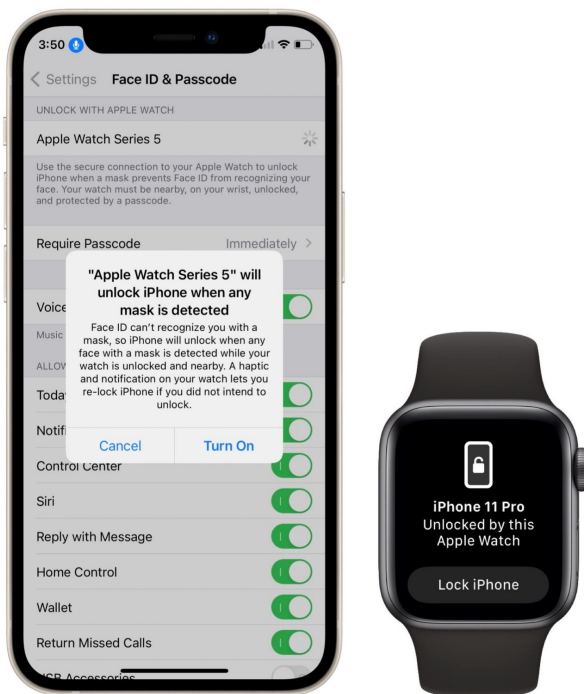 3:50
Settings
Face ID & Passcode
UNLOCK WITH APPLE WATCH
Apple Watch Series 5
Use the secure connection to your Apple Watch to unlock
iPhone when a mask prevents Face ID from recognizing your
face. Your watch must be nearby, on your wrist, unlocked,
and protected by a passcode.
Require Passcode
Immediately
"Apple Watch Series 5" will
unlock iPhone when any
mask is detected
Face ID can't recognize you with a
mask, so iPhone will unlock when any
face with a mask is detected while your
watch is unlocked and nearby. A haptic
and notification on your watch lets you
re-lock iPhone if you did not intend to
unlock.
Cancel
Turn On
Voice
Music
ALLOW
Toda
Notifi
Control Center
Siri
Reply with Message
Home Control
Wallet
Return Missed Calls
USB Accessories
iPhone 11 Pro
Unlocked by this
Apple Watch
Lock iPhone